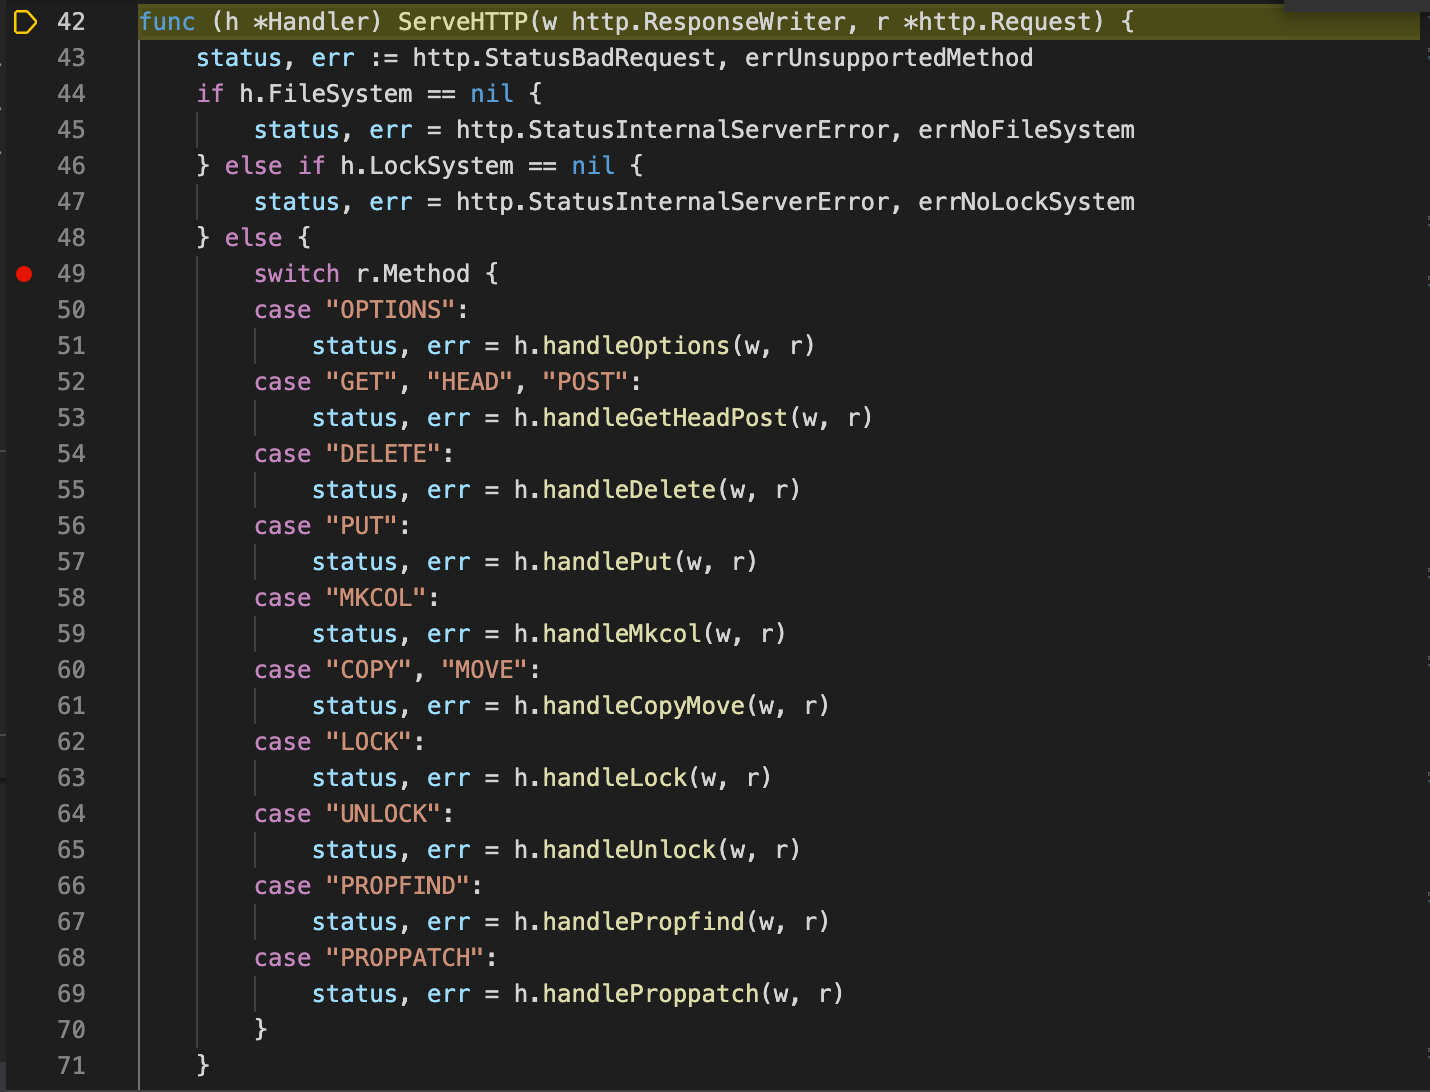 42 func (h *Handler) ServeHTTP(w http.ResponseWriter, r *http.Request) {
43     status, err := http.StatusBadRequest, errUnsupportedMethod
44     if h.FileSystem == nil {
45         status, err = http.StatusInternalServerError, errNoFileSystem
46     } else if h.LockSystem == nil {
47         status, err = http.StatusInternalServerError, errNoLockSystem
48     } else {
49         switch r.Method {
50         case "OPTIONS":
51             status, err = h.handleOptions(w, r)
52         case "GET", "HEAD", "POST":
53             status, err = h.handleGetHeadPost(w, r)
54         case "DELETE":
55             status, err = h.handleDelete(w, r)
56         case "PUT":
57             status, err = h.handlePut(w, r)
58         case "MKCOL":
59             status, err = h.handleMkcol(w, r)
60         case "COPY", "MOVE":
61             status, err = h.handleCopyMove(w, r)
62         case "LOCK":
63             status, err = h.handleLock(w, r)
64         case "UNLOCK":
65             status, err = h.handleUnlock(w, r)
66         case "PROPFIND":
67             status, err = h.handlePropfind(w, r)
68         case "PROPPATCH":
69             status, err = h.handleProppatch(w, r)
70         }
71     }